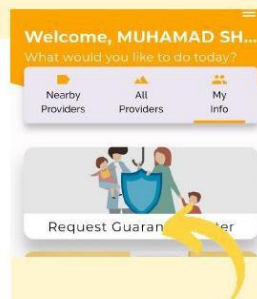 Welcome, MUHAMAD SH...
What would you like to do today?
Nearby Providers
All Providers
My Info
Request Guaran ter